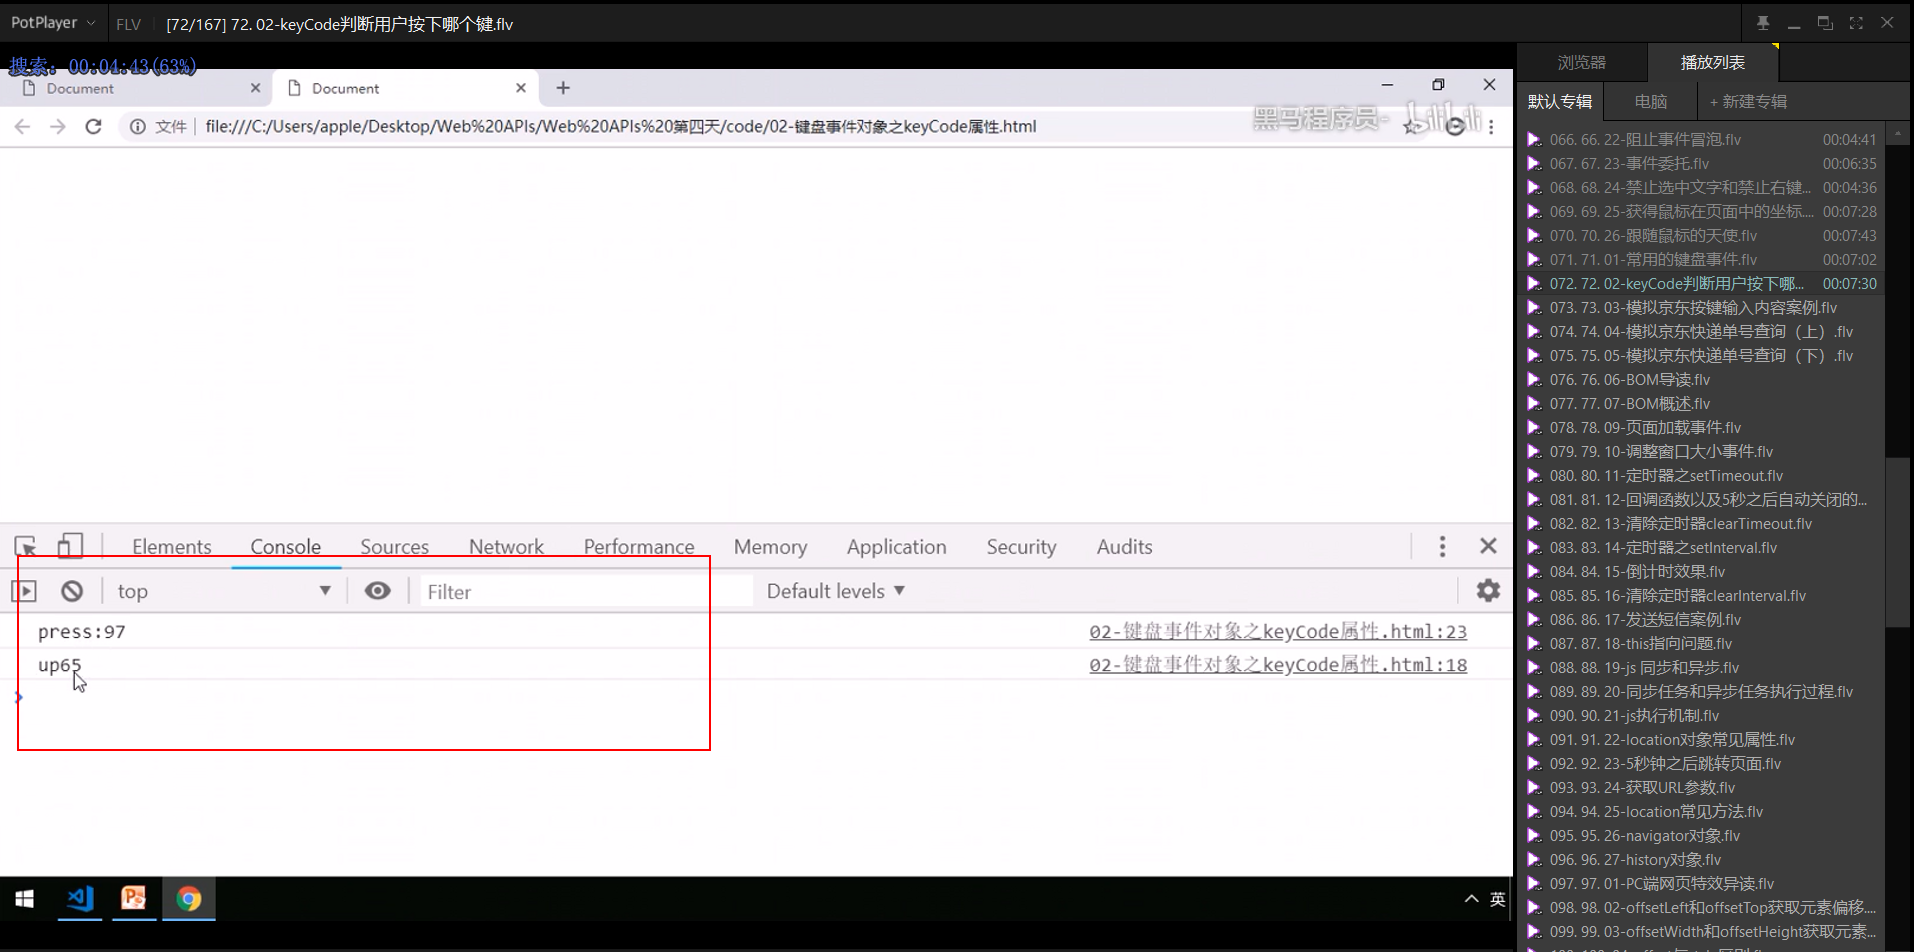 PotPlayer FLV [72/167] 72. 02-keyCode判断用户按下哪个键.flv
搜索: 00:04:43(63%)
Document
Document
文件 file:///C:/Users/apple/Desktop/Web%20APIs/Web%20APIs%20第四天/code/02-键盘事件对象之keyCode属性.html
黑马程序员- bilibili
Elements Console Sources Network Performance Memory Application Security Audits
top Filter Default levels
press:97 02-键盘事件对象之keyCode属性.html:23
up65 02-键盘事件对象之keyCode属性.html:18
英
浏览器 播放列表
默认专辑 电脑 + 新建专辑
066. 66. 22-阻止事件冒泡.flv 00:04:41
067. 67. 23-事件委托.flv 00:06:35
068. 68. 24-禁止选中文字和禁止右键... 00:04:36
069. 69. 25-获得鼠标在页面中的坐标.... 00:07:28
070. 70. 26-跟随鼠标的天使.flv 00:07:43
071. 71. 01-常用的键盘事件.flv 00:07:02
072. 72. 02-keyCode判断用户按下哪... 00:07:30
073. 73. 03-模拟京东按键输入内容案例.flv
074. 74. 04-模拟京东快递单号查询（上）.flv
075. 75. 05-模拟京东快递单号查询（下）.flv
076. 76. 06-BOM导读.flv
077. 77. 07-BOM概述.flv
078. 78. 09-页面加载事件.flv
079. 79. 10-调整窗口大小事件.flv
080. 80. 11-定时器之setTimeout.flv
081. 81. 12-回调函数以及5秒之后自动关闭的...
082. 82. 13-清除定时器clearTimeout.flv
083. 83. 14-定时器之setInterval.flv
084. 84. 15-倒计时效果.flv
085. 85. 16-清除定时器clearInterval.flv
086. 86. 17-发送短信案例.flv
087. 87. 18-this指向问题.flv
088. 88. 19-js 同步和异步.flv
089. 89. 20-同步任务和异步任务执行过程.flv
090. 90. 21-js执行机制.flv
091. 91. 22-location对象常见属性.flv
092. 92. 23-5秒钟之后跳转页面.flv
093. 93. 24-获取URL参数.flv
094. 94. 25-location常见方法.flv
095. 95. 26-navigator对象.flv
096. 96. 27-history对象.flv
097. 97. 01-PC端网页特效导读.flv
098. 98. 02-offsetLeft和offsetTop获取元素偏移....
099. 99. 03-offsetWidth和offsetHeight获取元素...